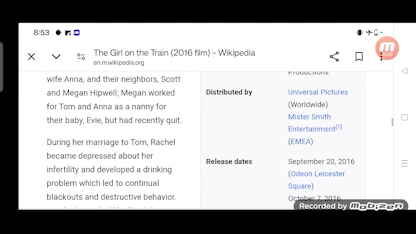 8:53
The Girl on the Train (2016 film) - Wikipedia
en.m.wikipedia.org
wife Anna, and their neighbors, Scott
and Megan Hipwell; Megan worked
for Tom and Anna as a nanny for
their baby, Evie, but had recently quit.
During her marriage to Tom, Rachel
became depressed about her
infertility and developed a drinking
problem which led to continual
blackouts and destructive behavior.
Productions
Distributed by
Universal Pictures
(Worldwide)
Mister Smith
Entertainment[1]
(EMEA)
Release dates
September 20, 2016
(Odeon Leicester
Square)
October 7, 2016
Recorded by Mobizen